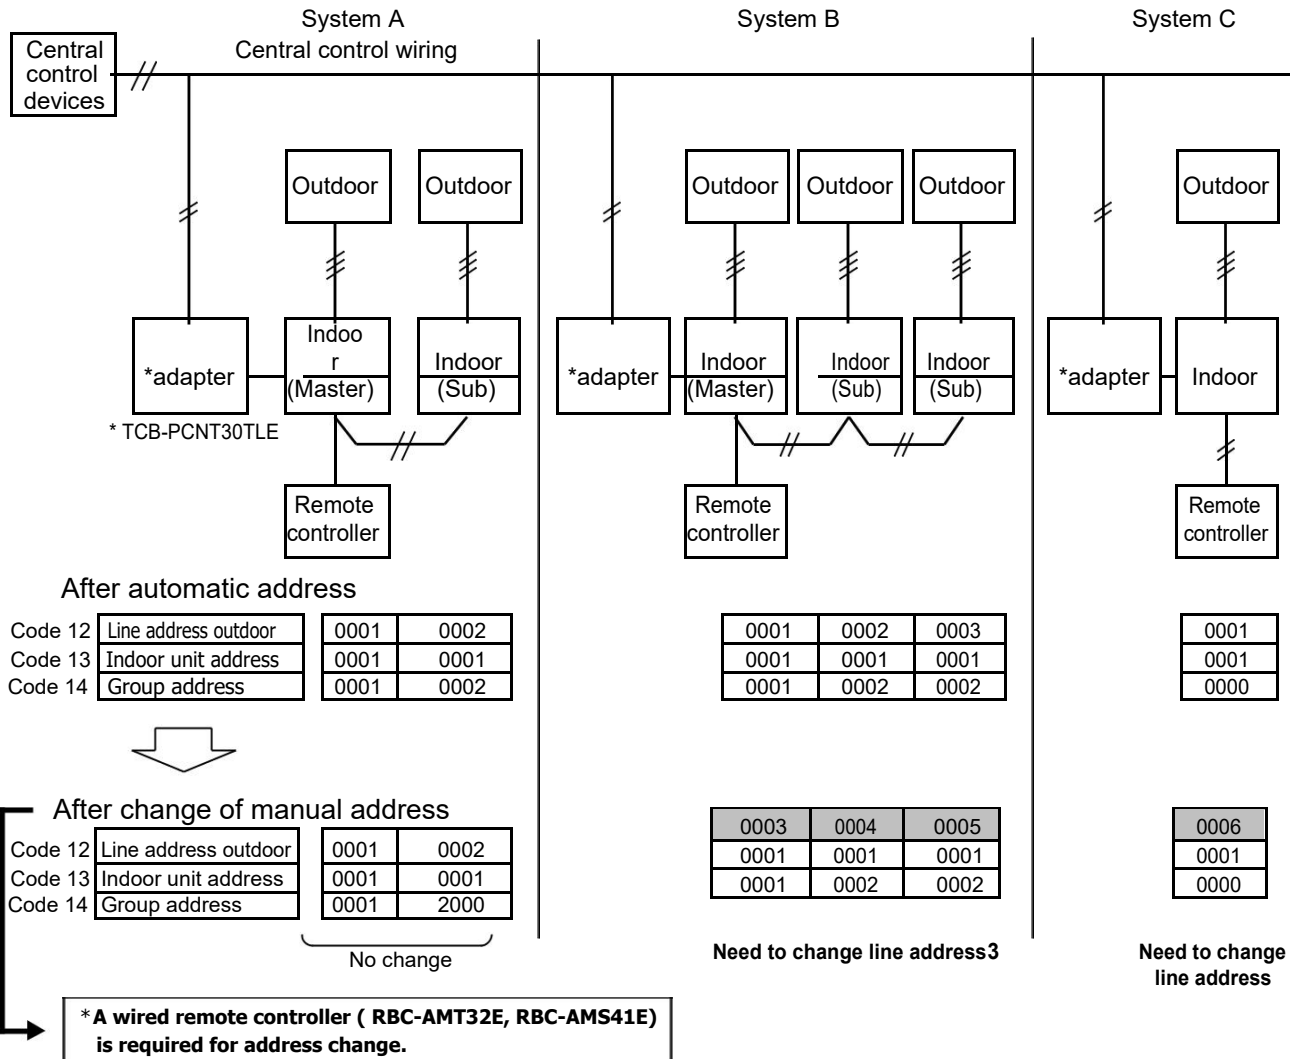 System A
System B
System C
Central control wiring
Central
control
devices
Outdoor
Outdoor
Outdoor
Outdoor
Outdoor
Outdoor
*adapter
Indoo
r
(Master)
Indoor
(Sub)
*adapter
Indoor
(Master)
Indoor
(Sub)
Indoor
(Sub)
*adapter
Indoor
* TCB-PCNT30TLE
Remote
controller
Remote
controller
Remote
controller
After automatic address
Code 12 Line address outdoor 0001 0002 0001 0002 0003 0001
Code 13 Indoor unit address 0001 0001 0001 0001 0001 0001
Code 14 Group address 0001 0002 0001 0002 0002 0000
After change of manual address
0003 0004 0005 0006
Code 12 Line address outdoor 0001 0002 0001 0001 0001 0001
Code 13 Indoor unit address 0001 0001 0001 0002 0002 0000
Code 14 Group address 0001 2000
No change
Need to change line address3
Need to change
line address
*A wired remote controller ( RBC-AMT32E, RBC-AMS41E)
is required for address change.